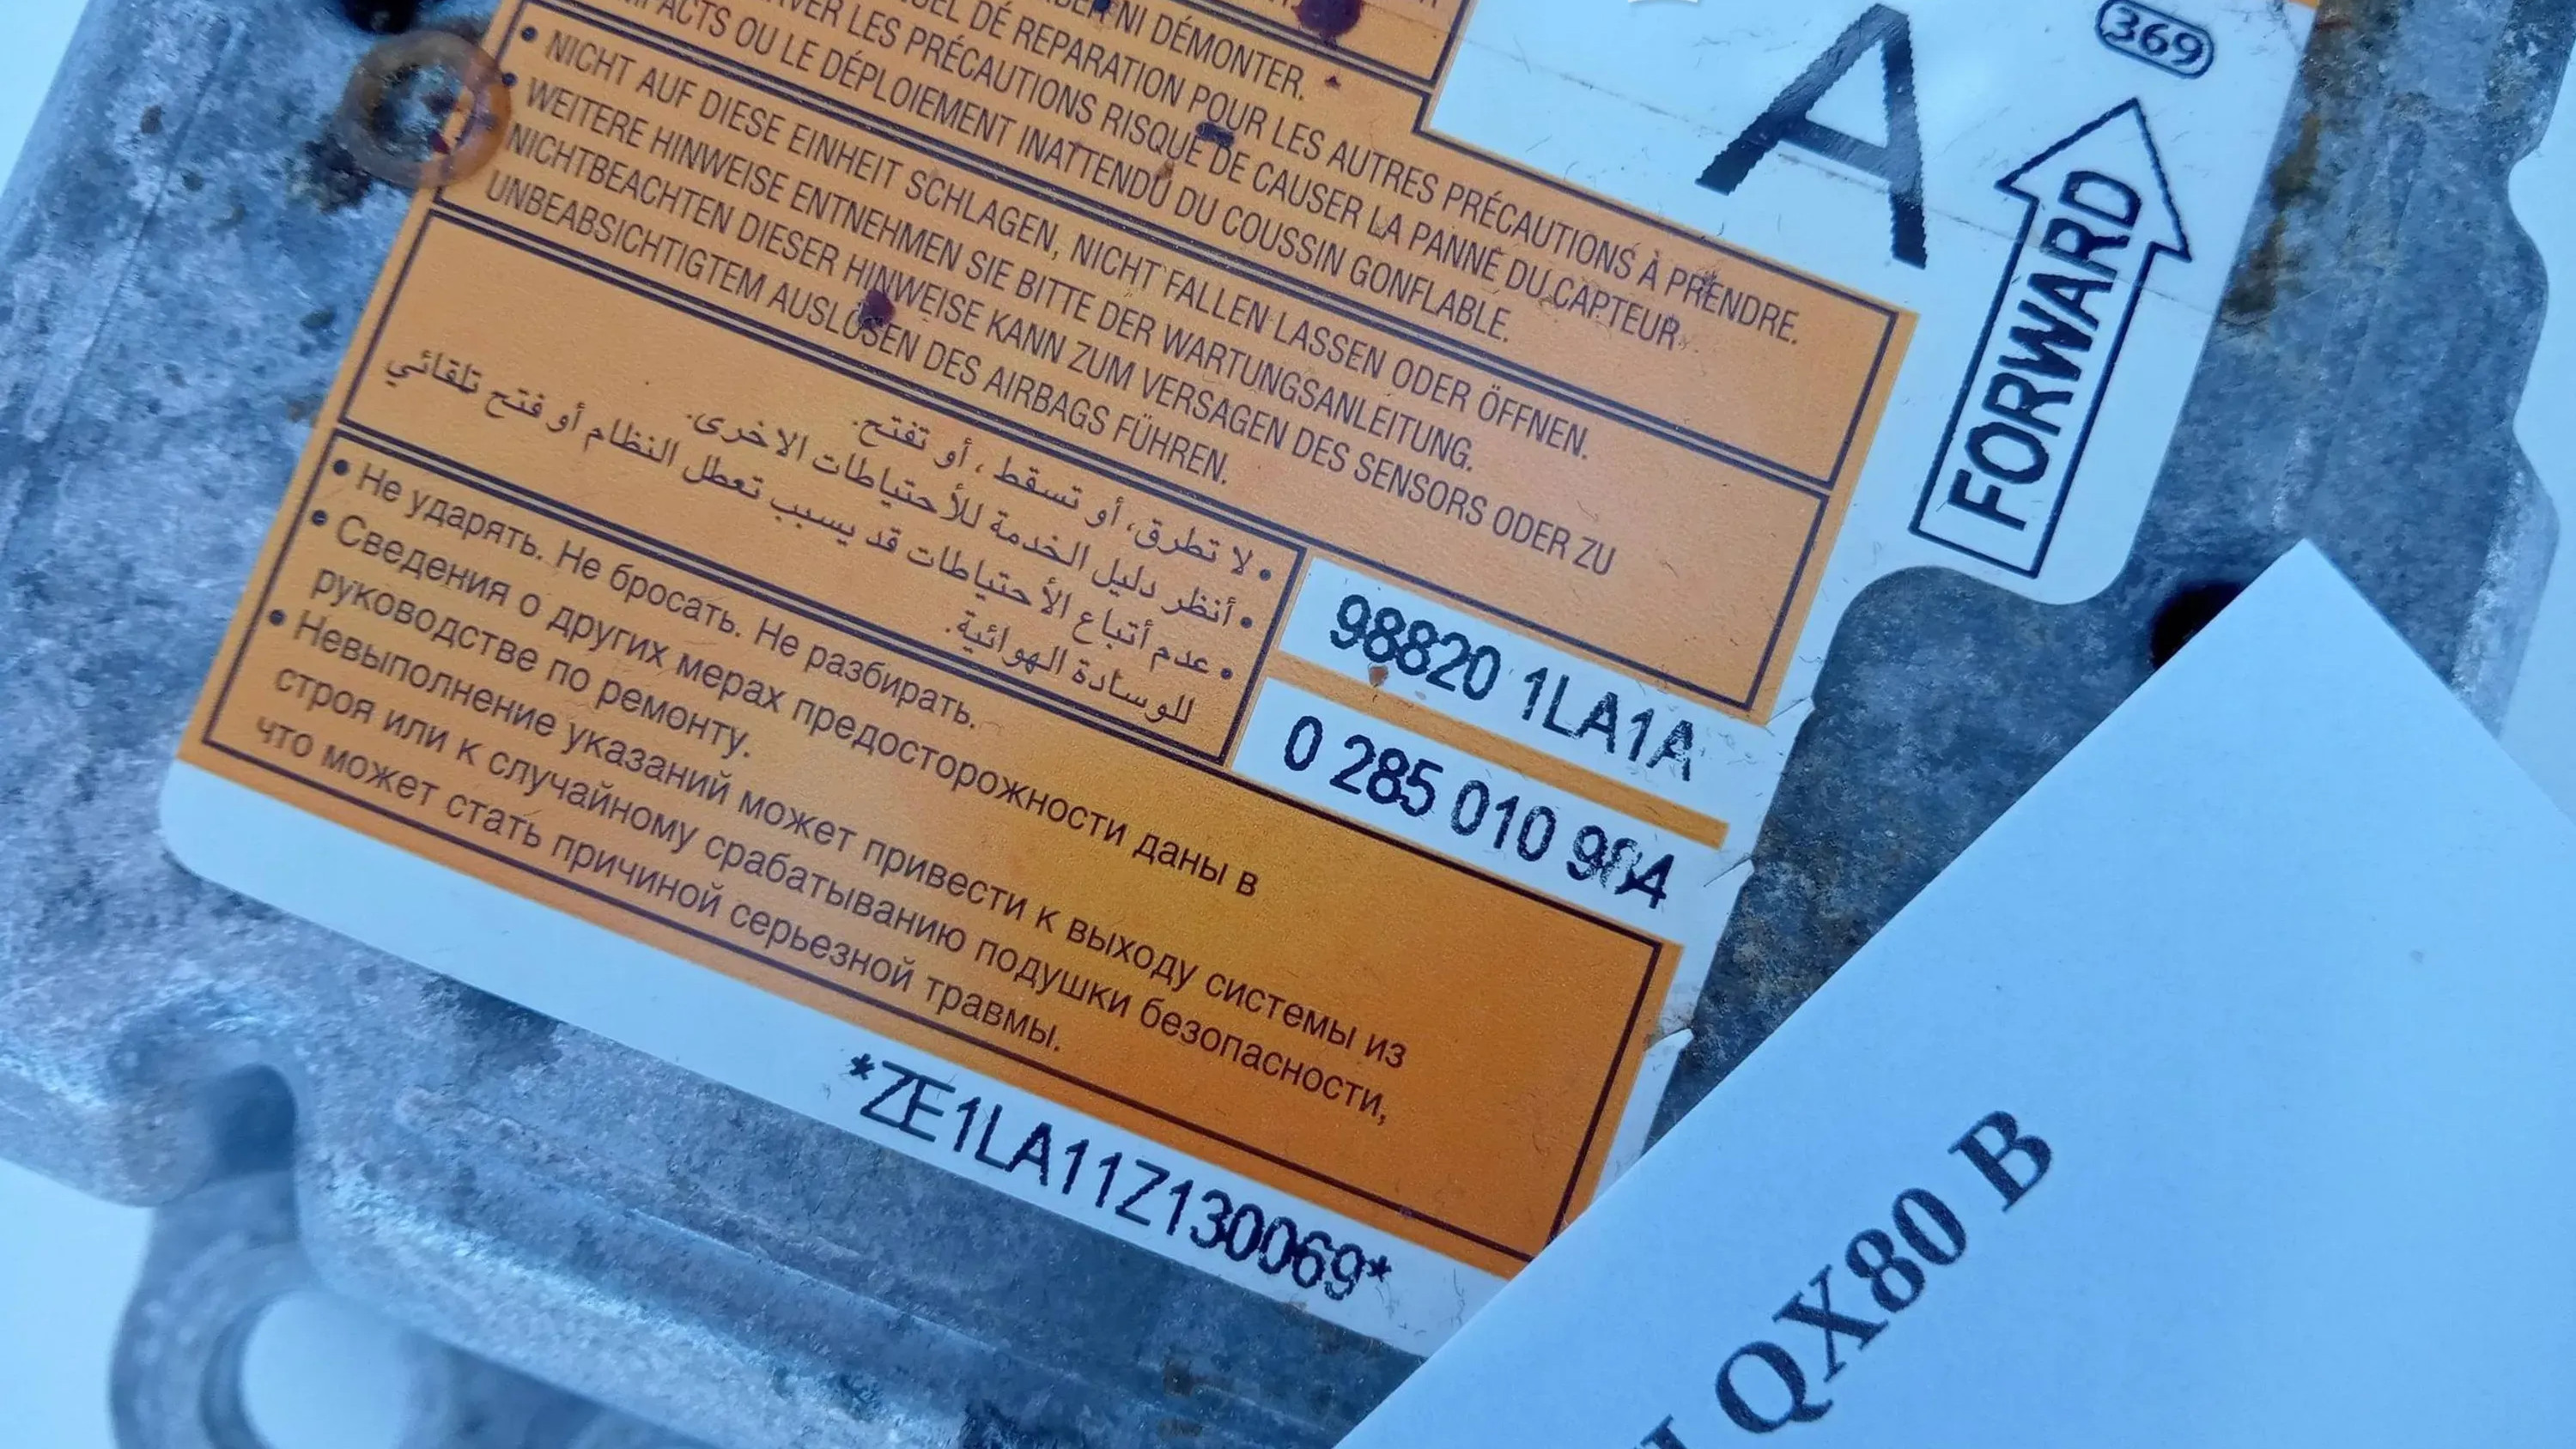 NI DÉMONTER.
DE REPARATION POUR LES AUTRES PRÉCAUTIONS À PRENDRE.
LES PRÉCAUTIONS RISQUE DE CAUSER LA PANNE DU CAPTEUR
OU LE DÉPLOIEMENT INATTENDU DU COUSSIN GONFLABLE.
• NICHT AUF DIESE EINHEIT SCHLAGEN, NICHT FALLEN LASSEN ODER ÖFFNEN.
• WEITERE HINWEISE ENTNEHMEN SIE BITTE DER WARTUNGSANLEITUNG.
NICHTBEACHTEN DIESER HINWEISE KANN ZUM VERSAGEN DES SENSORS ODER ZU
UNBEABSICHTIGTEM AUSLÖSEN DES AIRBAGS FÜHREN.
• لا تطرق، أو تسقط ، أو تفتح.
• أنظر دليل الخدمة للأحتياطات الاخرى.
• عدم أتباع الأحتياطات قد يسبب تعطل النظام أو فتح تلقائي
للوسادة الهوائية.
• Не ударять. Не бросать. Не разбирать.
• Сведения о других мерах предосторожности даны в
руководстве по ремонту.
• Невыполнение указаний может привести к выходу системы из
строя или к случайному срабатыванию подушки безопасности,
что может стать причиной серьезной травмы.
A
369
FORWARD
98820 1LA1A
0 285 010 984
*ZE1LA11Z130069*
QX80 B